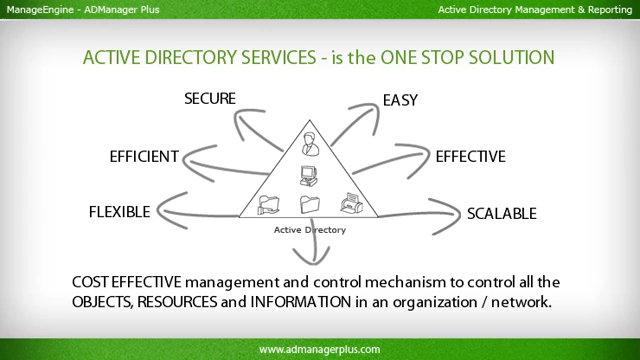 ManageEngine - ADManager Plus
Active Directory Management & Reporting
ACTIVE DIRECTORY SERVICES - is the ONE STOP SOLUTION
SECURE
EASY
EFFICIENT
EFFECTIVE
FLEXIBLE
SCALABLE
Active Directory
COST EFFECTIVE management and control mechanism to control all the
OBJECTS, RESOURCES and INFORMATION in an organization / network.
www.admanagerplus.com